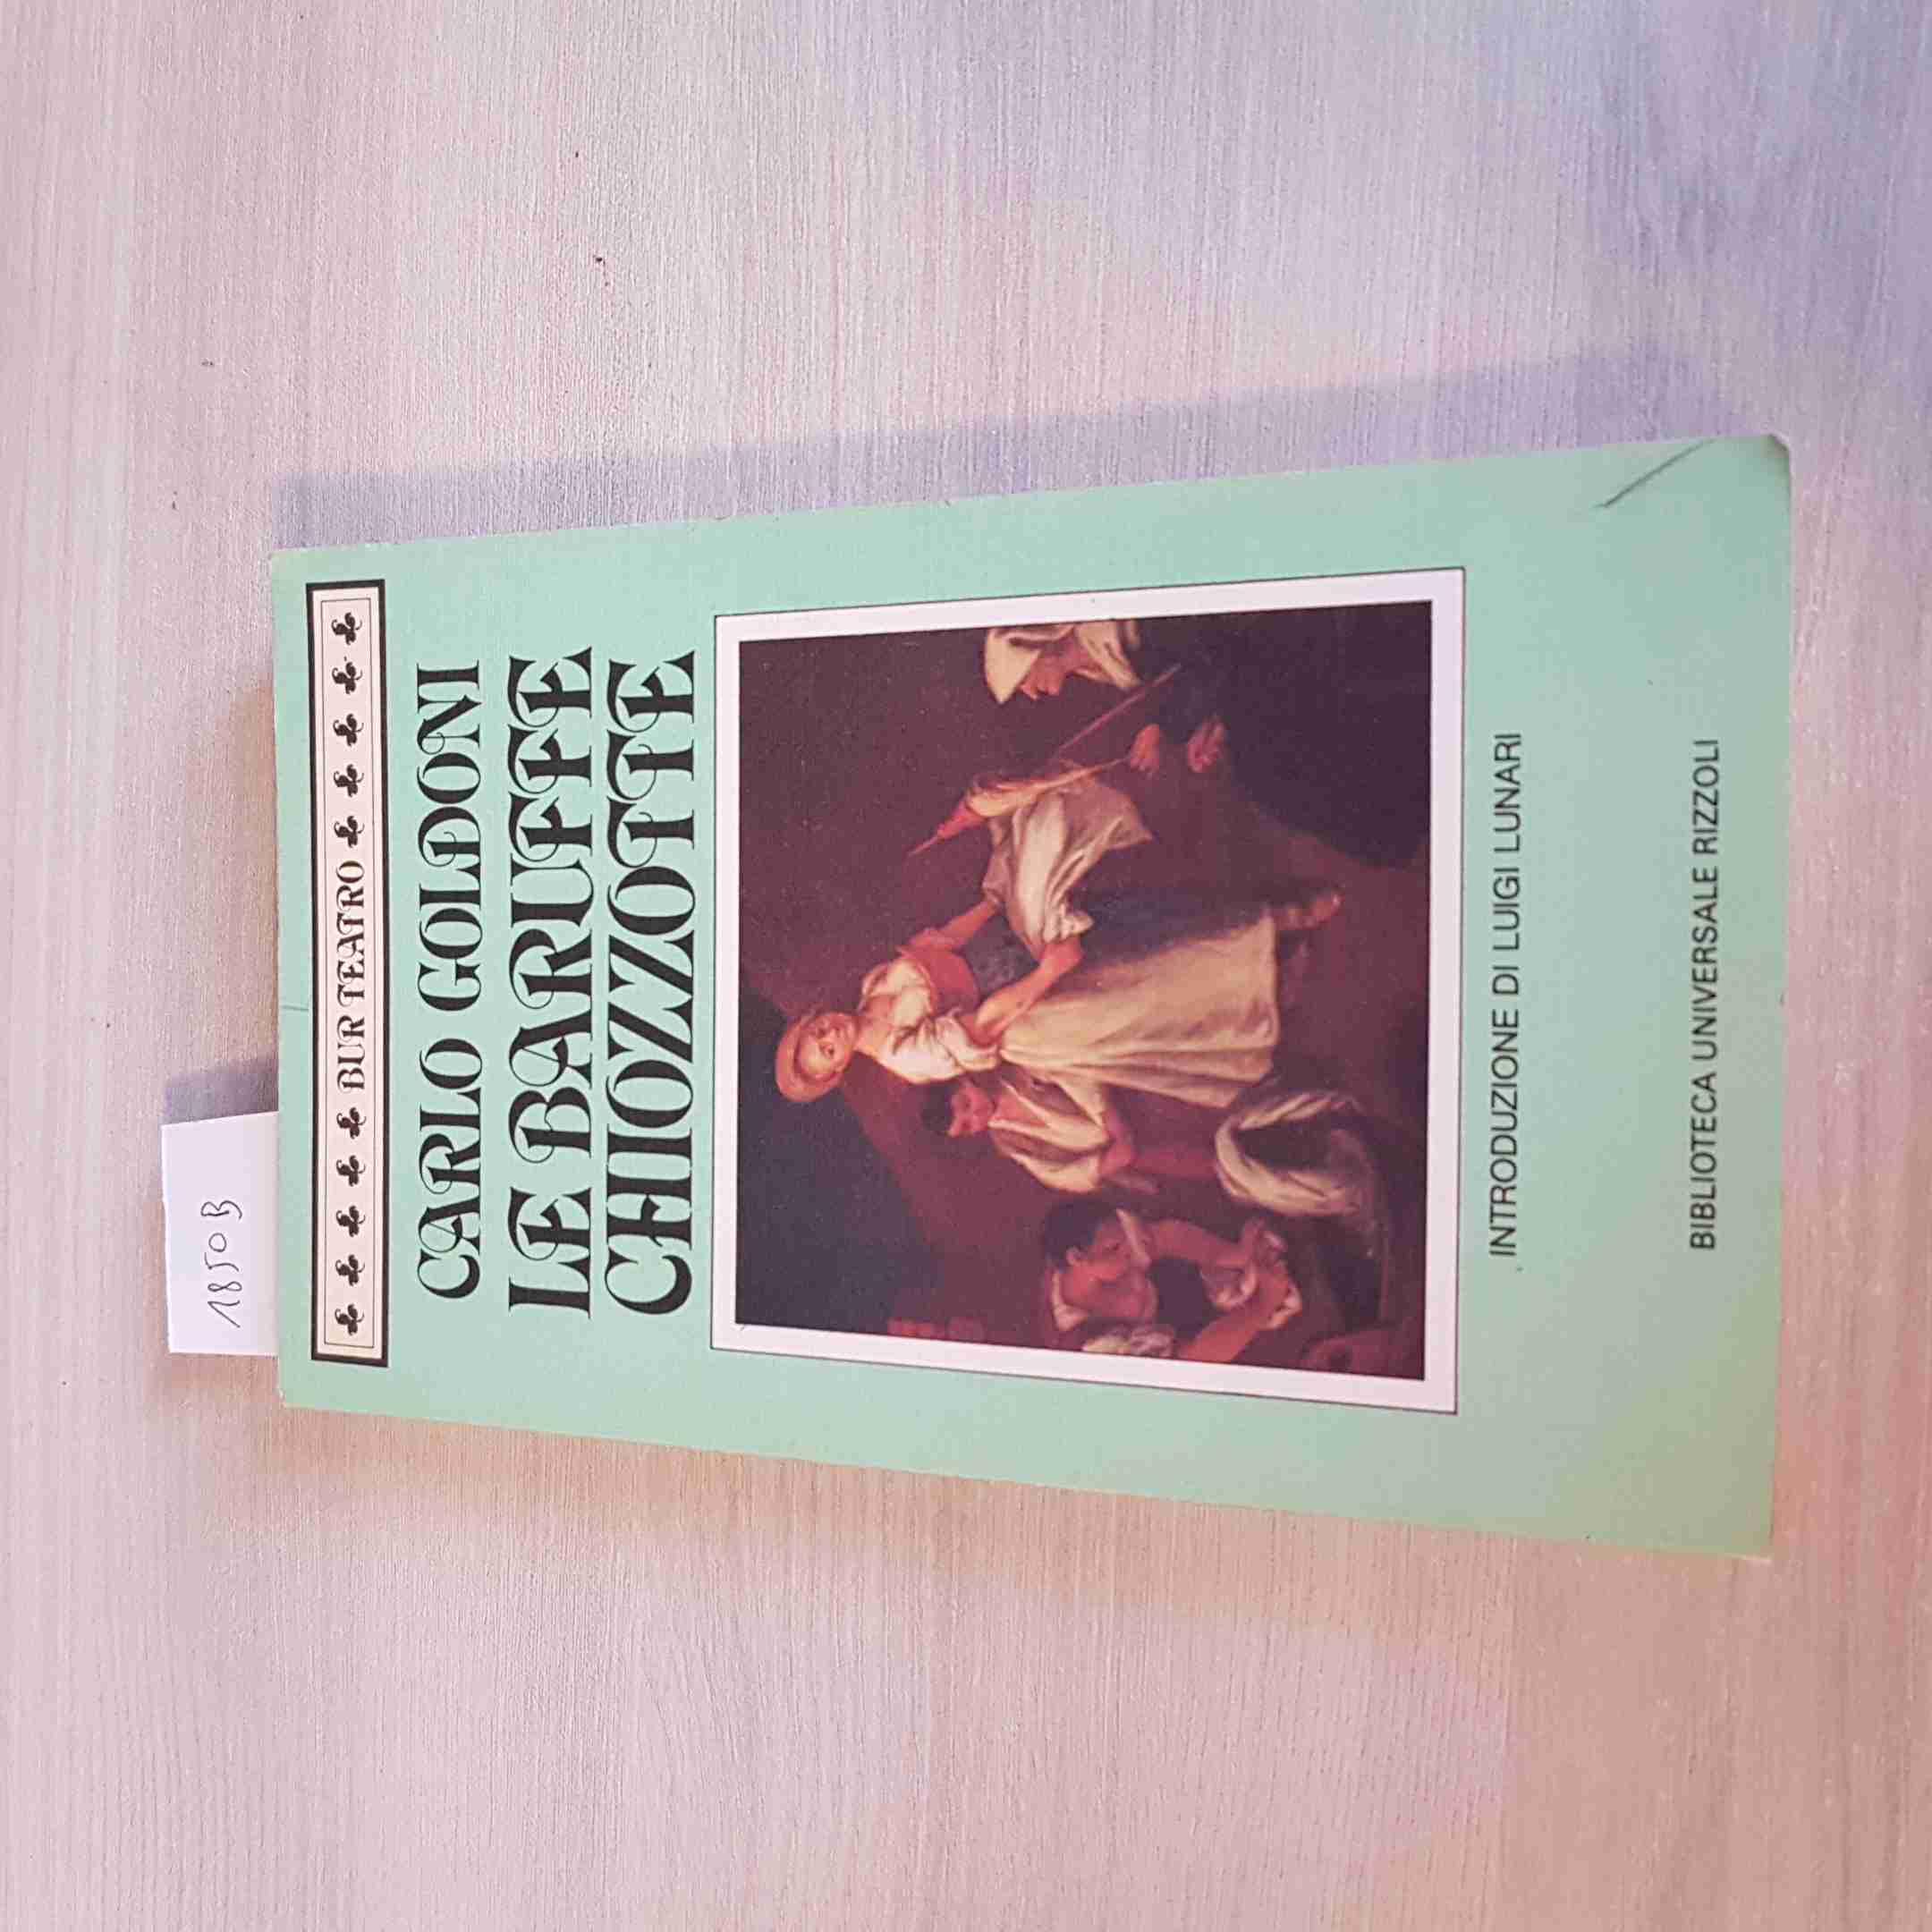 1850B
BUR TEATRO
CARLO GOLDONI
LE BARUFFE
CHIOZZOTTE
INTRODUZIONE DI LUIGI LUNARI
BIBLIOTECA UNIVERSALE RIZZOLI